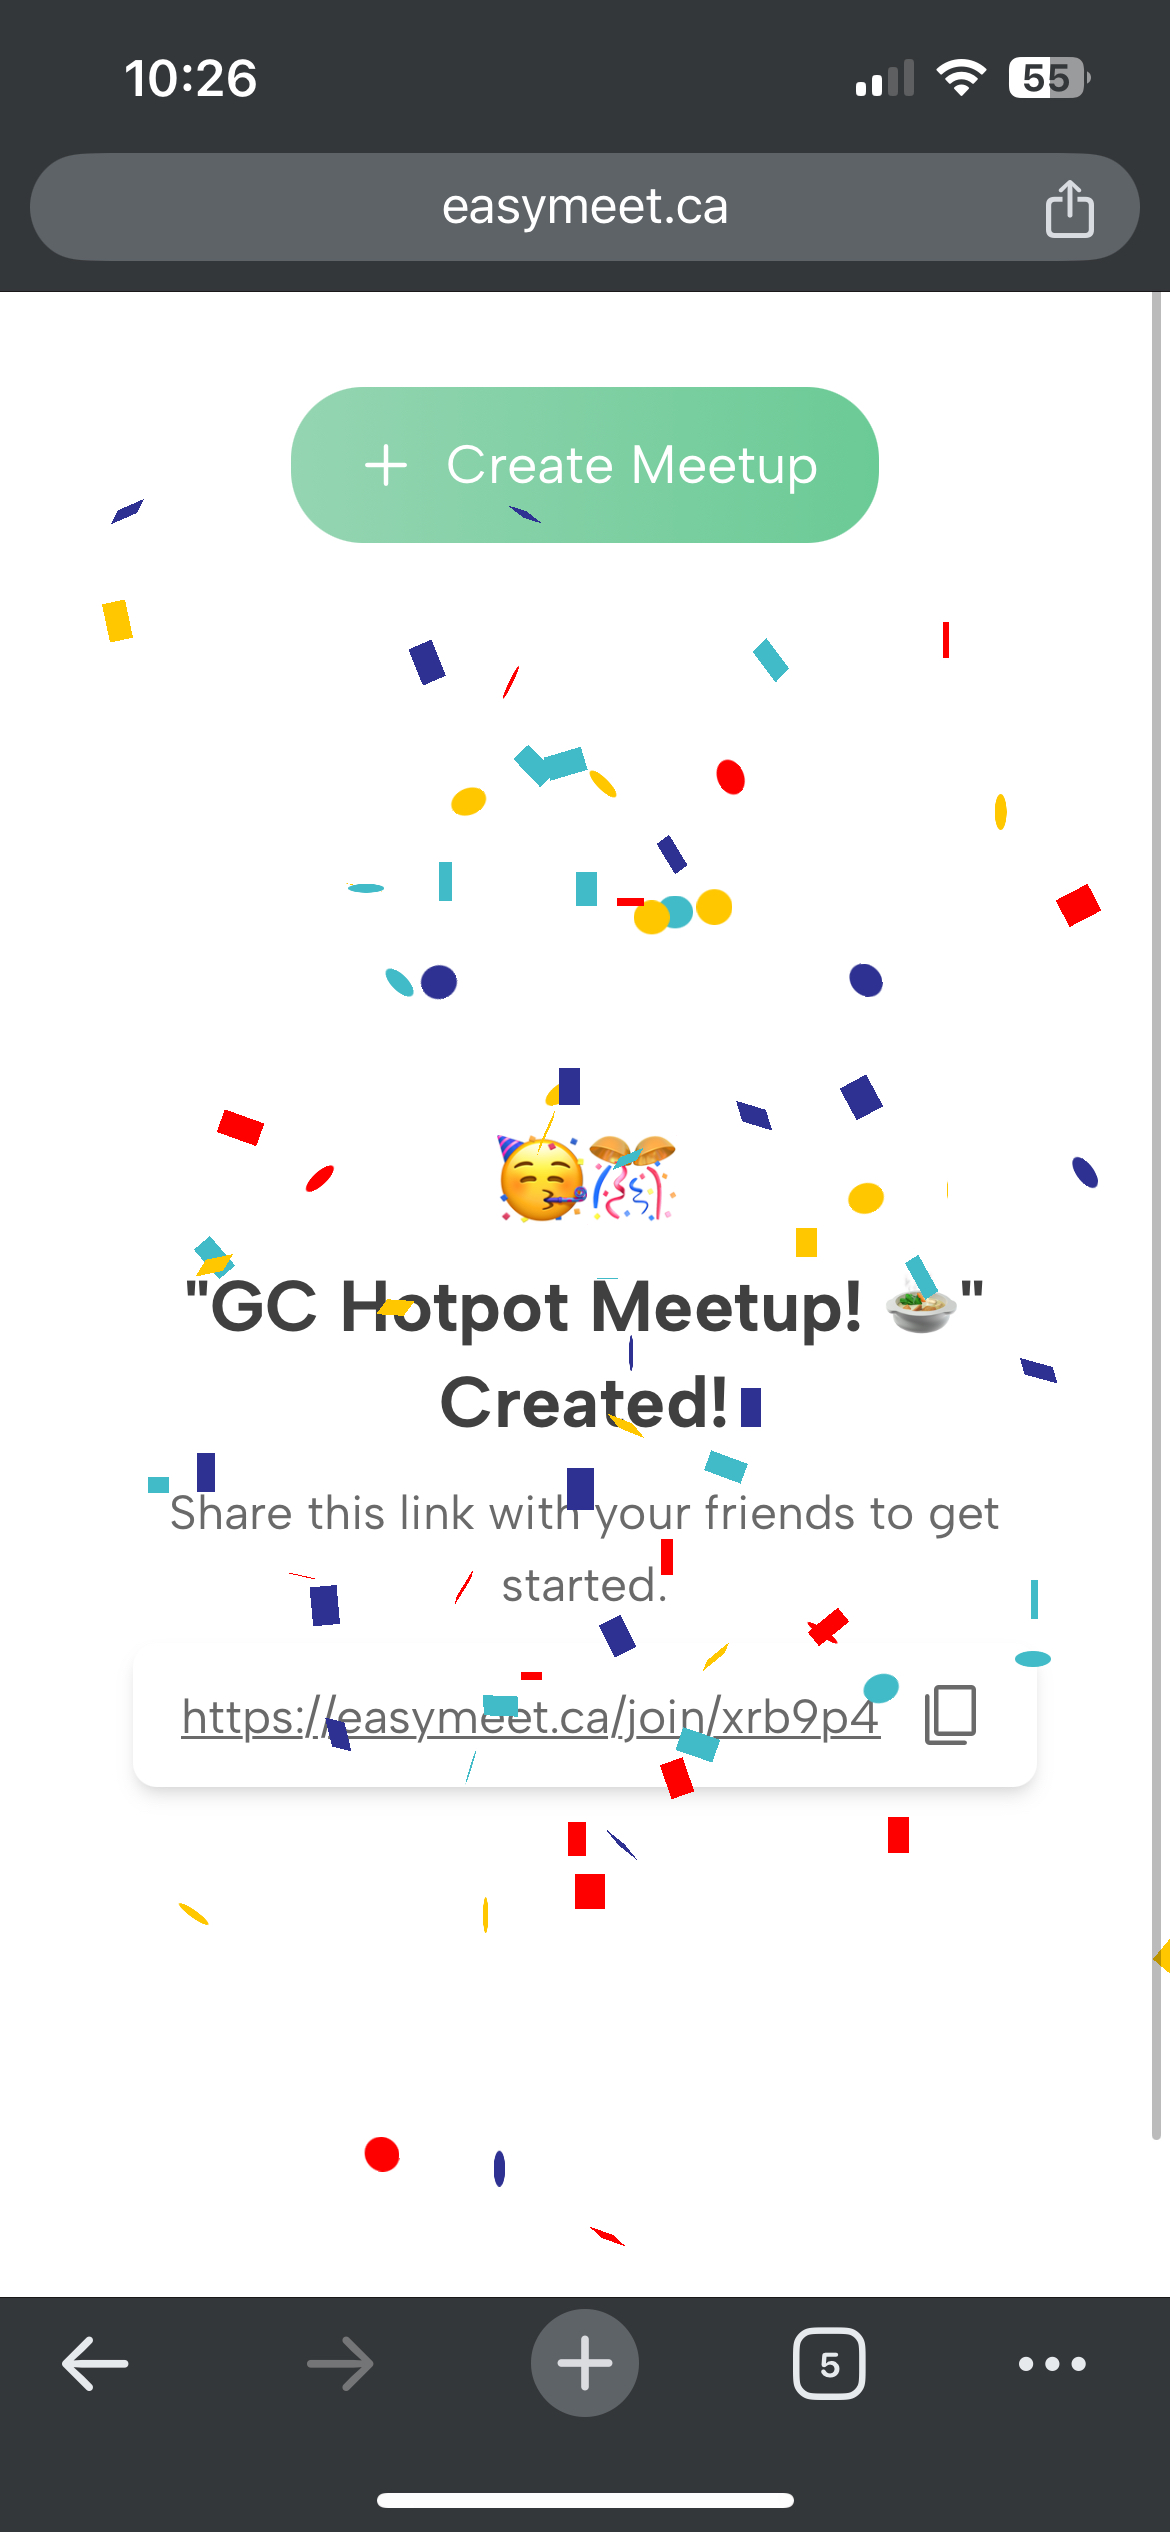 10:26
55
easymeet.ca
+ Create Meetup
🥳🎊
"GC Hotpot Meetup! 🍲"
Created!
Share this link with your friends to get
started.
https://easymeet.ca/join/xrb9p4
5